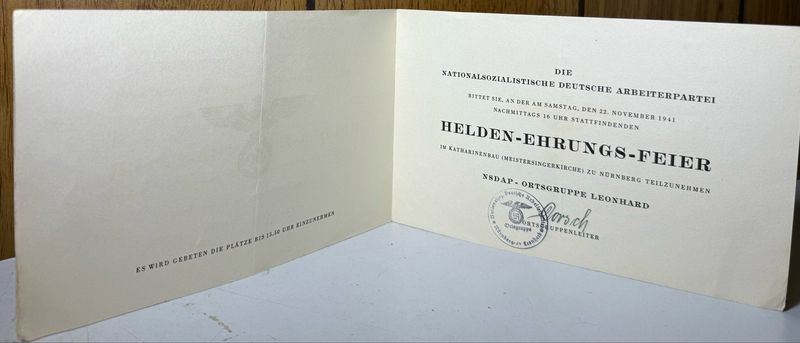 ES WIRD GEBETEN DIE PLÄTZE BIS 15.50 UHR EINZUNEHMEN
DIE
NATIONALSOZIALISTISCHE DEUTSCHE ARBEITERPARTEI
BITTET SIE, AN DER AM SAMSTAG, DEN 22. NOVEMBER 1941
NACHMITTAGS 16 UHR STATTFINDENDEN
HELDEN-EHRUNGS-FEIER
IM KATHARINENBAU (MEISTERSINGERKIRCHE) ZU NÜRNBERG TEILZUNEHMEN
NSDAP - ORTSGRUPPE LEONHARD
Dorsch
ORTSGRUPPENLEITER
Ortsgruppe